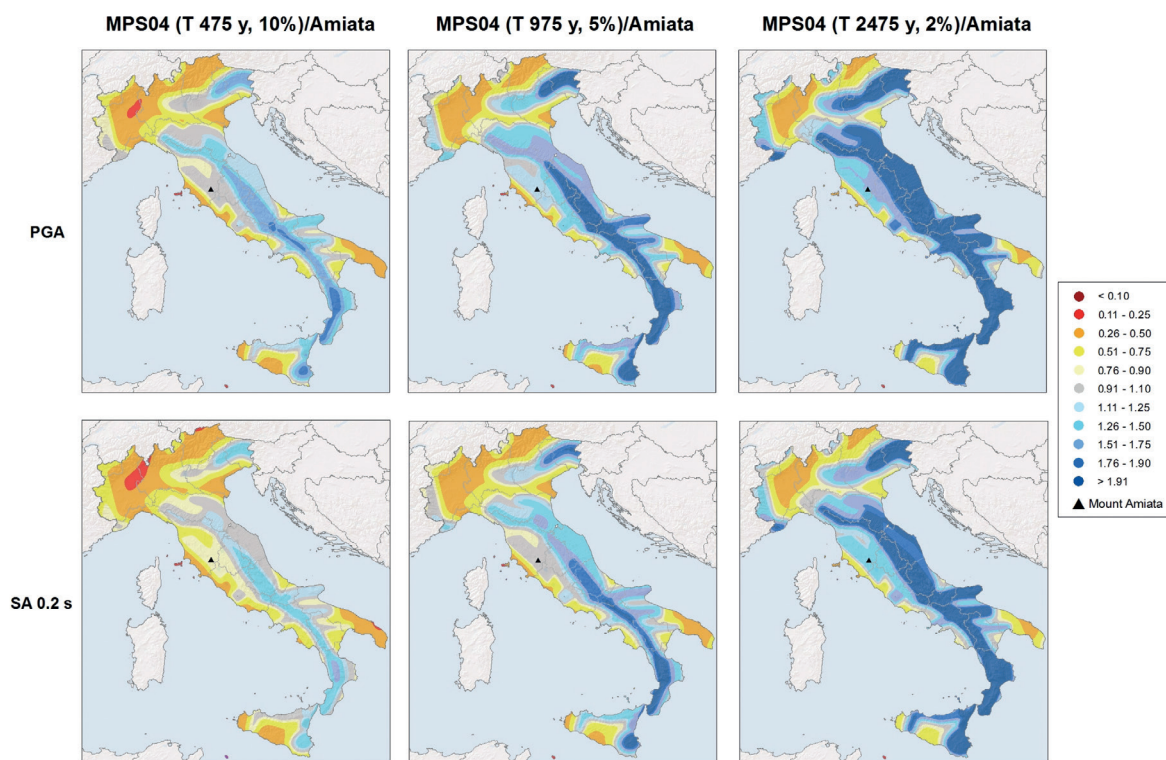 MPS04 (T 475 y, 10%)/Amiata
MPS04 (T 975 y, 5%)/Amiata
MPS04 (T 2475 y, 2%)/Amiata
PGA
SA 0.2 s
< 0.10
0.11 - 0.25
0.26 - 0.50
0.51 - 0.75
0.76 - 0.90
0.91 - 1.10
1.11 - 1.25
1.26 - 1.50
1.51 - 1.75
1.76 - 1.90
> 1.91
Mount Amiata